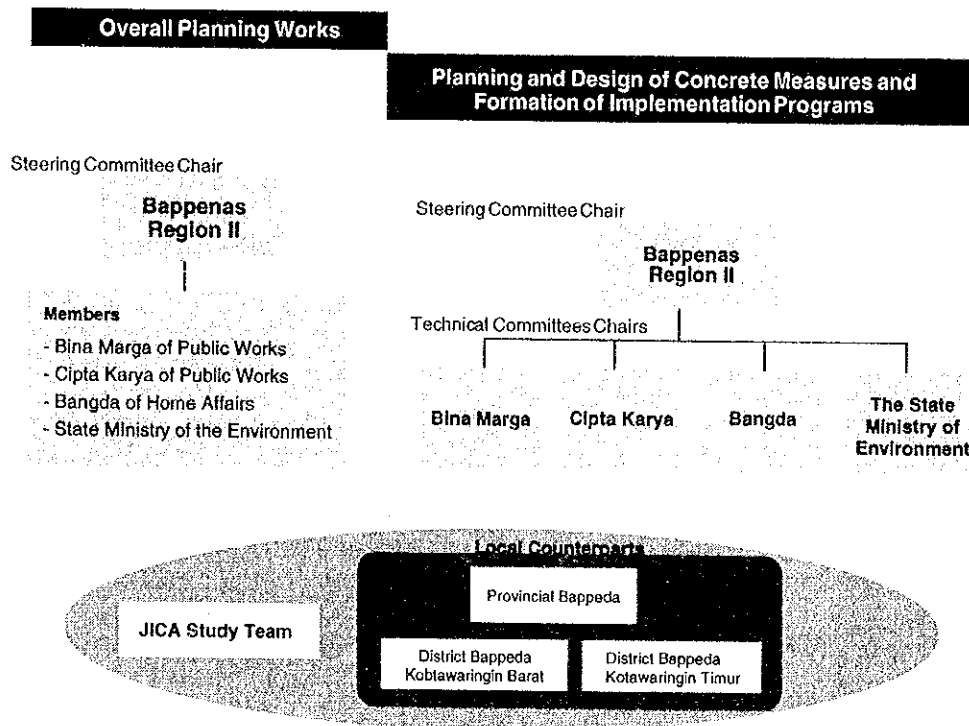 Overall Planning Works
Planning and Design of Concrete Measures and
Formation of Implementation Programs
Steering Committee Chair
Bappenas
Region II
Members
- Bina Marga of Public Works
- Cipta Karya of Public Works
- Bangda of Home Affairs
- State Ministry of the Environment
Steering Committee Chair
Bappenas
Region II
Technical Committees Chairs
Bina Marga
Cipta Karya
Bangda
The State
Ministry of
Environment
Local Counterparts
JICA Study Team
Provincial Bappeda
District Bappeda
Kobtawaringin Barat
District Bappeda
Kotawaringin Timur